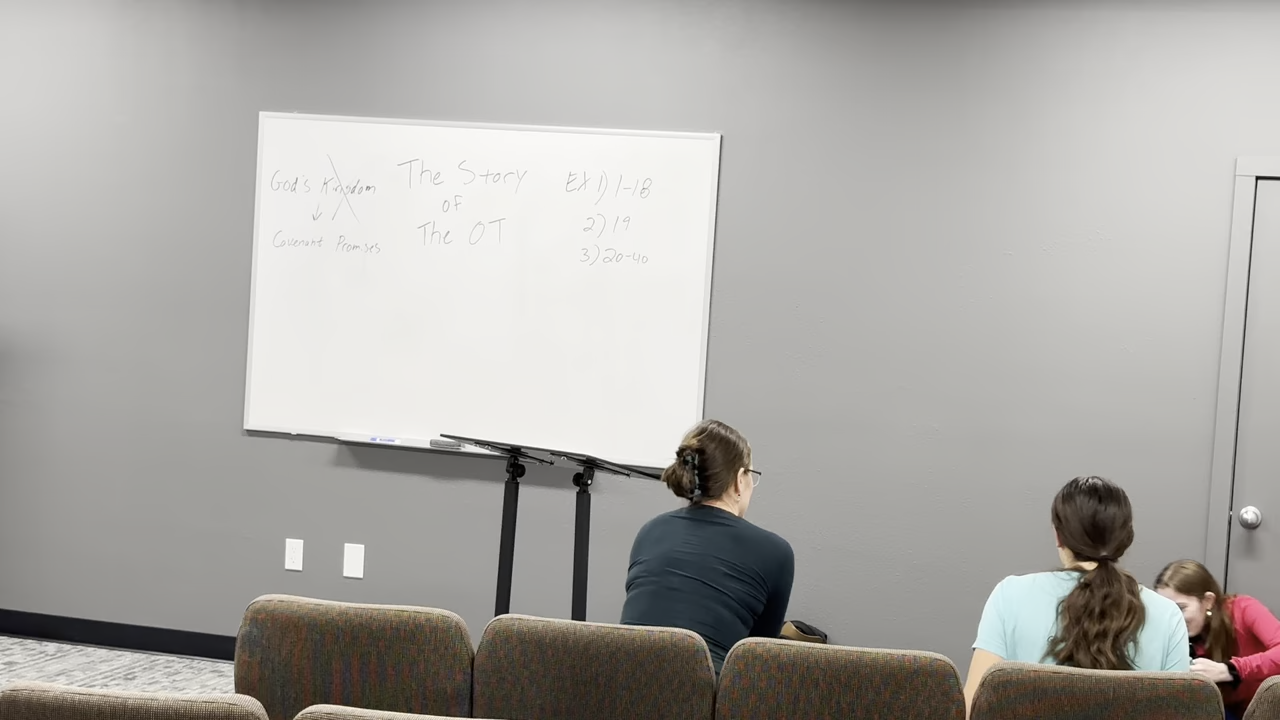 God's Kingdom
↓
Covenant Promises
The Story
of
The OT
EX 1) 1-18
2) 19
3) 20-40